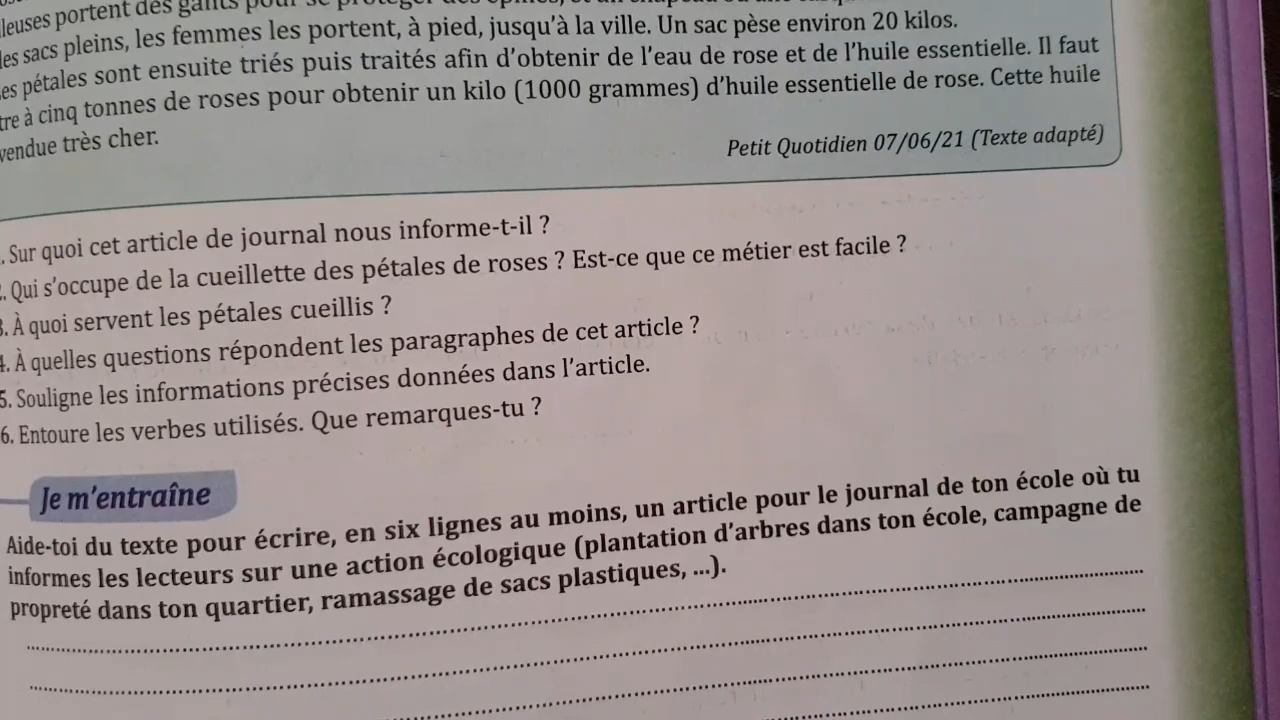 portent des gants pour se protéger des épines,
sacs pleins, les femmes les portent, à pied, jusqu'à la ville. Un sac pèse environ 20 kilos.
pétales sont ensuite triés puis traités afin d'obtenir de l'eau de rose et de l'huile essentielle. Il faut
à cinq tonnes de roses pour obtenir un kilo (1000 grammes) d'huile essentielle de rose. Cette huile
vendue très cher.
Petit Quotidien 07/06/21 (Texte adapté)
. Sur quoi cet article de journal nous informe-t-il ?
. Qui s'occupe de la cueillette des pétales de roses ? Est-ce que ce métier est facile ?
3. À quoi servent les pétales cueillis ?
4. À quelles questions répondent les paragraphes de cet article ?
5. Souligne les informations précises données dans l'article.
6. Entoure les verbes utilisés. Que remarques-tu ?
Je m'entraîne
Aide-toi du texte pour écrire, en six lignes au moins, un article pour le journal de ton école où tu
informes les lecteurs sur une action écologique (plantation d'arbres dans ton école, campagne de
propreté dans ton quartier, ramassage de sacs plastiques, ...).